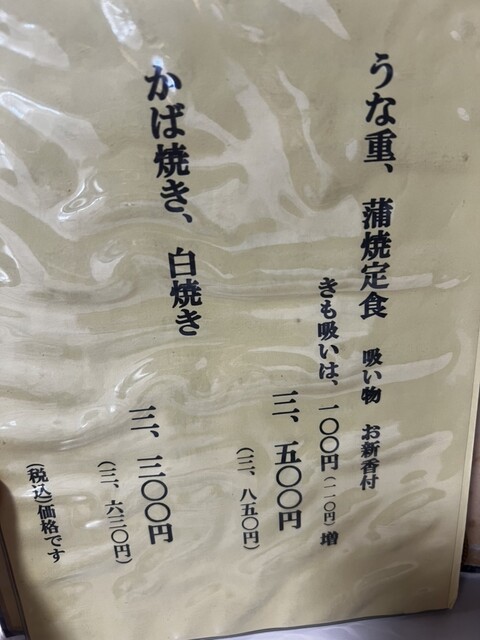 うな重、 蒲焼定食 吸い物 お新香付
きも吸いは、一〇〇円(一一〇円)増
三、五〇〇円
(三、八五〇円)
かば焼き、 白焼き
三、三〇〇円
(三、六三〇円)
(税込)価格です